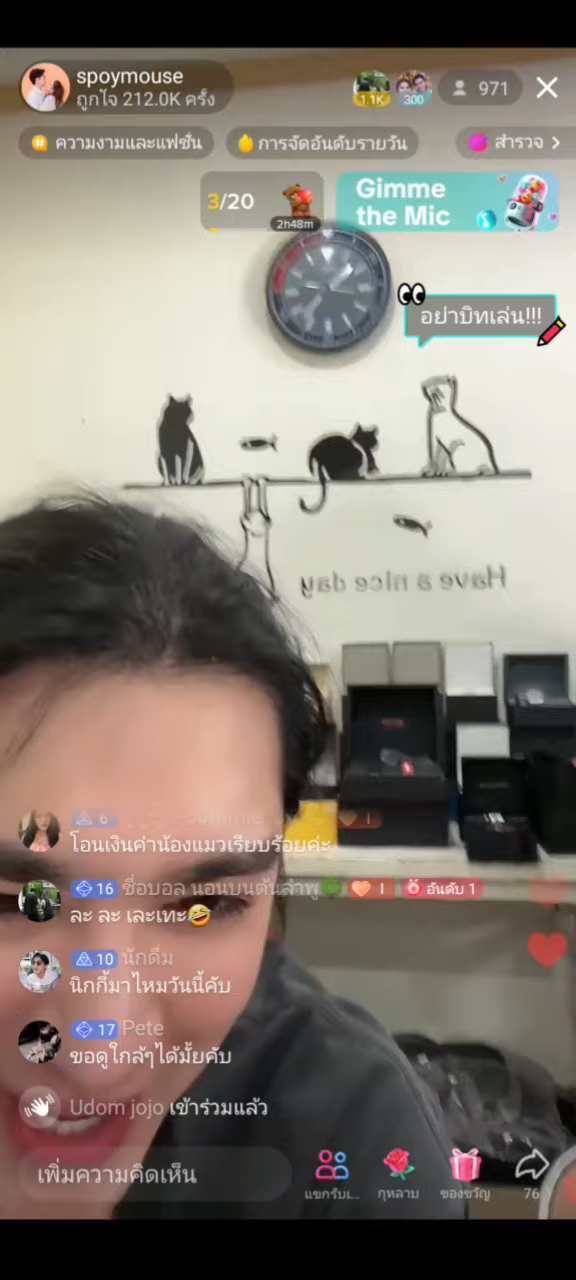 spoymouse
ถูกใจ 212.0K ครั้ง
1.1K
300
971
ความงามและแฟชั่น
การจัดอันดับรายวัน
สำรวจ
3/20
2h48m
Gimme
the Mic
อย่าบิทเล่น!!!
Have a nice day
6
โอนเงินค่าน้องแมวเรียบร้อยค่ะ
16 ชื่อบอล นอนบนต้นลำพู🍀 I อันดับ 1
ละ ละ เละเทะ🤣
10 นักดื่ม
นิกกี้มาไหมวันนี้คับ
17 Pete
ขอดูใกล้ๆได้มั้ยคับ
Udom jojo เข้าร่วมแล้ว
เพิ่มความคิดเห็น
แขกรับเ...
กุหลาบ
ของขวัญ
76